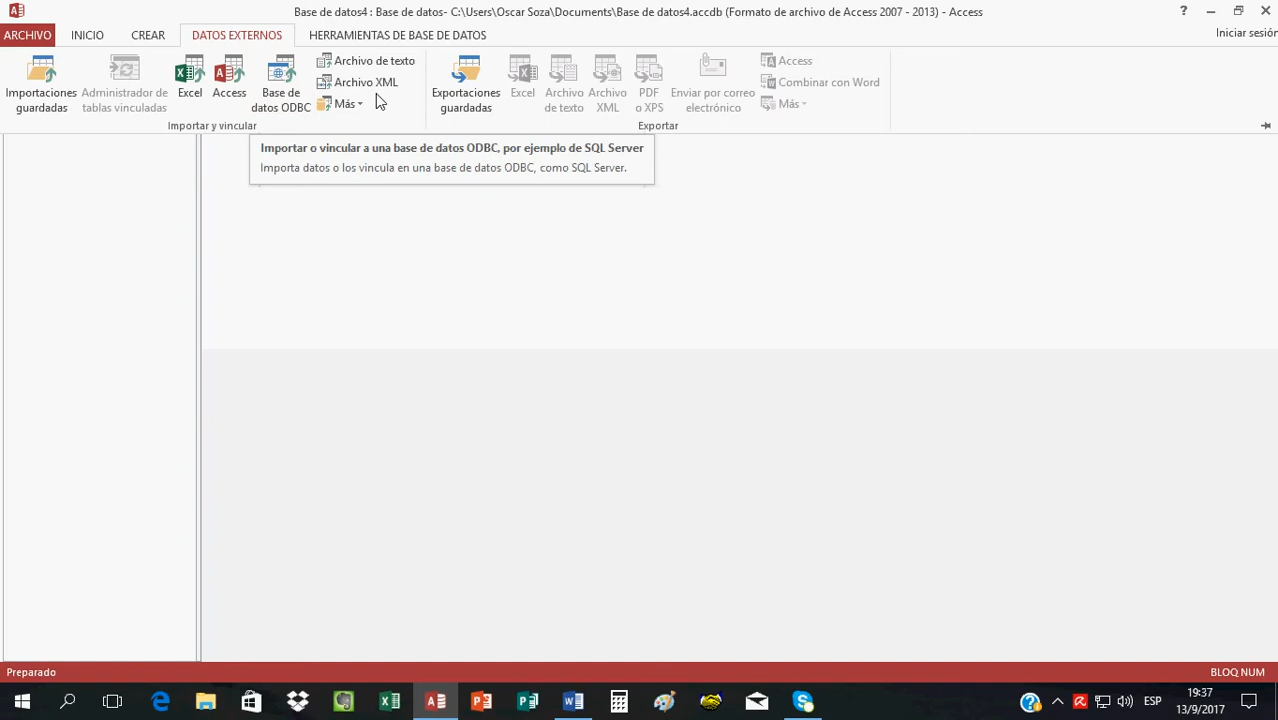 Base de datos4 : Base de datos- C:\Users\Oscar Soza\Documents\Base de datos4.accdb (Formato de archivo de Access 2007 - 2013) - Access
Iniciar sesión
ARCHIVO INICIO CREAR DATOS EXTERNOS HERRAMIENTAS DE BASE DE DATOS
Importaciones guardadas
Administrador de tablas vinculadas
Excel
Access
Base de datos ODBC
Archivo de texto
Archivo XML
Más
Importar y vincular
Exportaciones guardadas
Excel
Archivo de texto
Archivo XML
PDF o XPS
Enviar por correo electrónico
Access
Combinar con Word
Más
Exportar
Importar o vincular a una base de datos ODBC, por ejemplo de SQL Server
Importa datos o los vincula en una base de datos ODBC, como SQL Server.
Preparado
BLOQ NUM
ESP
19:37
13/9/2017